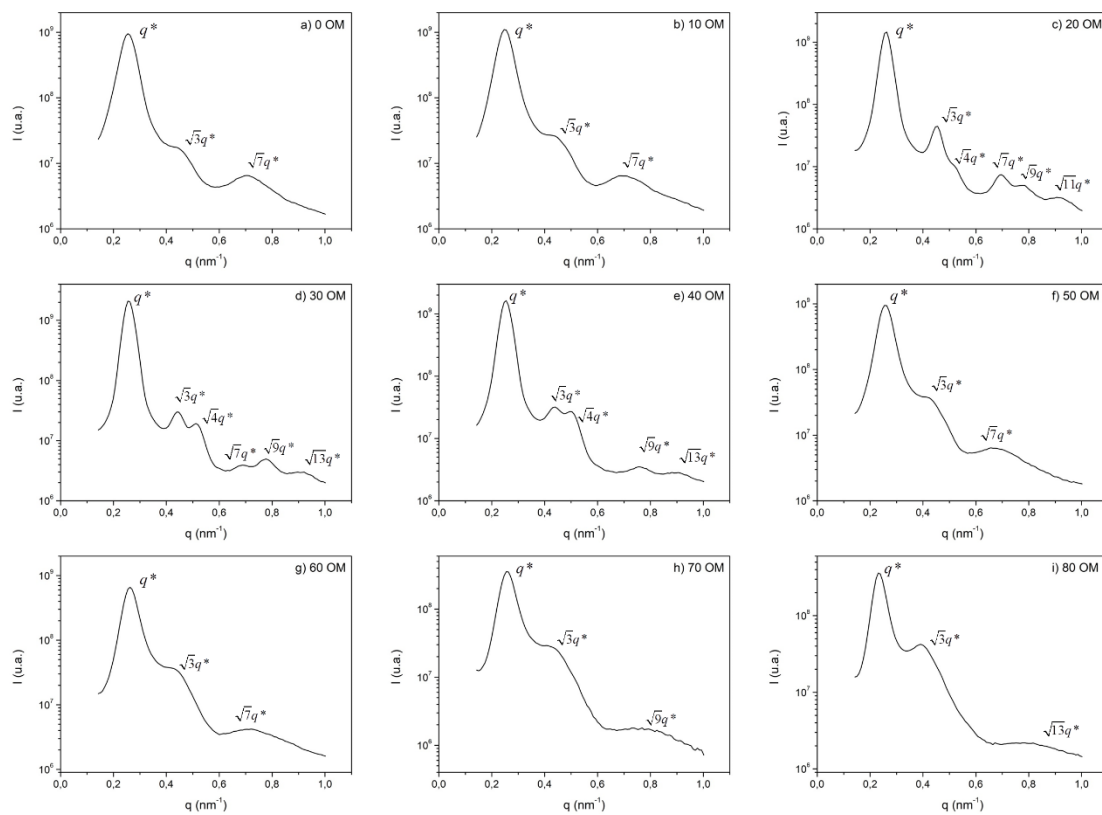 a) 0 OM
q*
√3q*
√7q*
10⁹
10⁸
10⁷
10⁶
I (u.a.)
0,0 0,2 0,4 0,6 0,8 1,0
q (nm⁻¹)
b) 10 OM
q*
√3q*
√7q*
10⁹
10⁸
10⁷
10⁶
I (u.a.)
0,0 0,2 0,4 0,6 0,8 1,0
q (nm⁻¹)
c) 20 OM
q*
√3q*
√4q* √7q* √9q* √11q*
10⁹
10⁸
10⁷
10⁶
I (u.a.)
0,0 0,2 0,4 0,6 0,8 1,0
q (nm⁻¹)
d) 30 OM
q*
√3q* √4q*
√7q* √9q* √13q*
10⁹
10⁸
10⁷
10⁶
I (u.a.)
0,0 0,2 0,4 0,6 0,8 1,0
q (nm⁻¹)
e) 40 OM
q*
√3q* √4q*
√9q* √13q*
10⁹
10⁸
10⁷
10⁶
I (u.a.)
0,0 0,2 0,4 0,6 0,8 1,0
q (nm⁻¹)
f) 50 OM
q*
√3q*
√7q*
10⁹
10⁸
10⁷
10⁶
I (u.a.)
0,0 0,2 0,4 0,6 0,8 1,0
q (nm⁻¹)
g) 60 OM
q*
√3q*
√7q*
10⁹
10⁸
10⁷
10⁶
I (u.a.)
0,0 0,2 0,4 0,6 0,8 1,0
q (nm⁻¹)
h) 70 OM
q*
√3q*
√9q*
10⁸
10⁷
10⁶
I (u.a.)
0,0 0,2 0,4 0,6 0,8 1,0
q (nm⁻¹)
i) 80 OM
q*
√3q*
√13q*
10⁸
10⁷
10⁶
I (u.a.)
0,0 0,2 0,4 0,6 0,8 1,0
q (nm⁻¹)